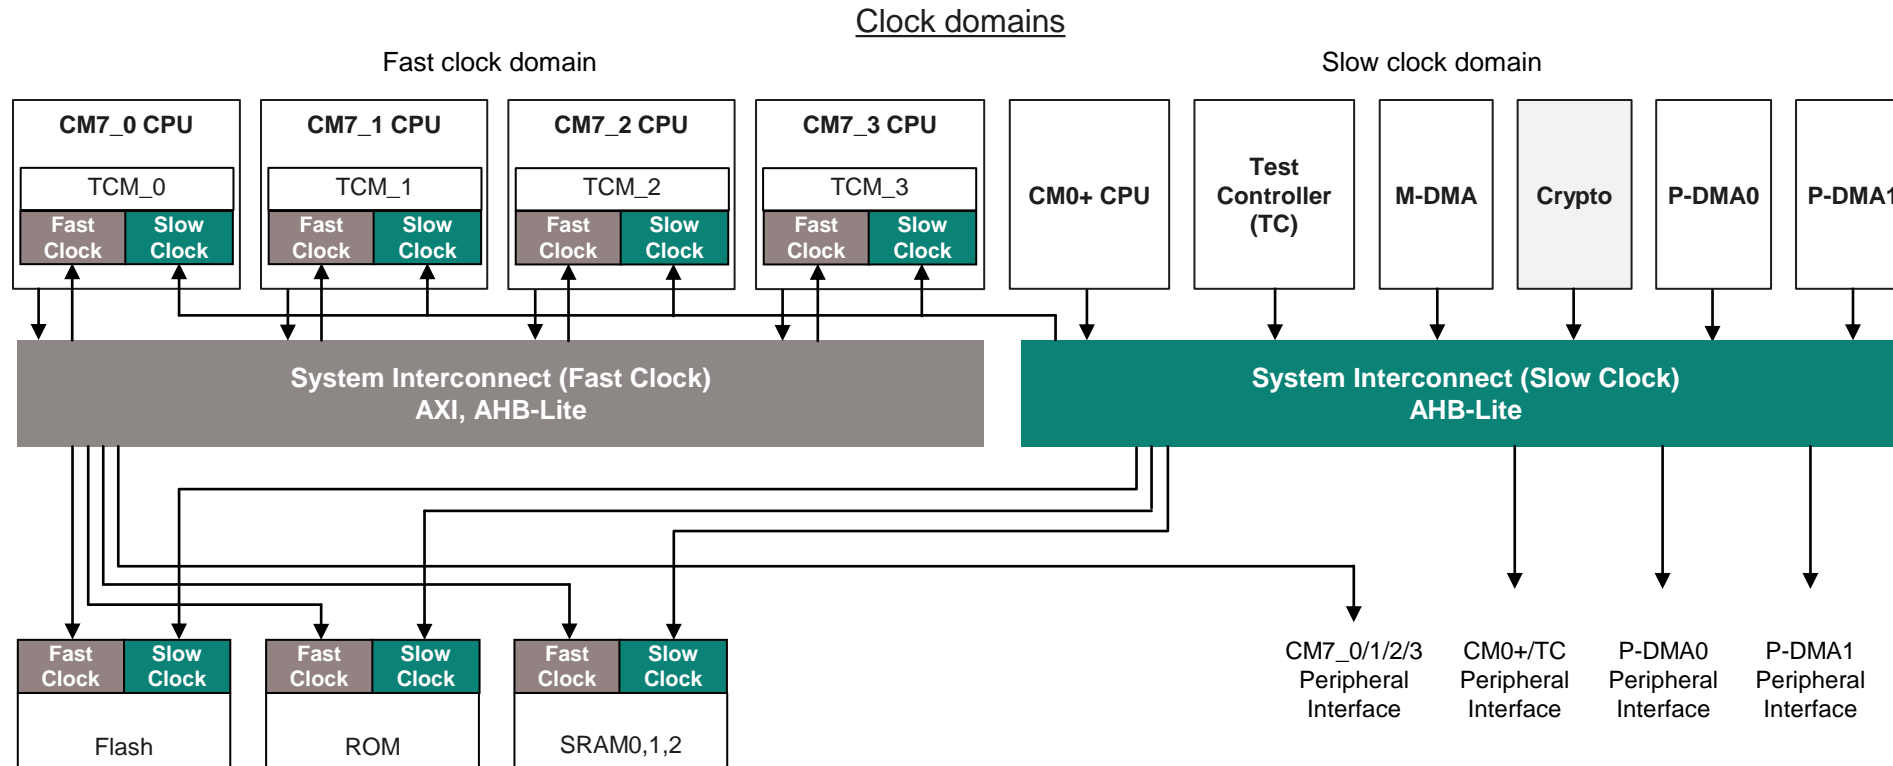 Clock domains
Fast clock domain
Slow clock domain
CM7_0 CPU
TCM_0
Fast
Clock
Slow
Clock
CM7_1 CPU
TCM_1
Fast
Clock
Slow
Clock
CM7_2 CPU
TCM_2
Fast
Clock
Slow
Clock
CM7_3 CPU
TCM_3
Fast
Clock
Slow
Clock
CM0+ CPU
Test
Controller
(TC)
M-DMA
Crypto
P-DMA0
P-DMA1
System Interconnect (Fast Clock)
AXI, AHB-Lite
System Interconnect (Slow Clock)
AHB-Lite
Fast
Clock
Slow
Clock
Flash
Fast
Clock
Slow
Clock
ROM
Fast
Clock
Slow
Clock
SRAM0,1,2
CM7_0/1/2/3
Peripheral
Interface
CM0+/TC
Peripheral
Interface
P-DMA0
Peripheral
Interface
P-DMA1
Peripheral
Interface